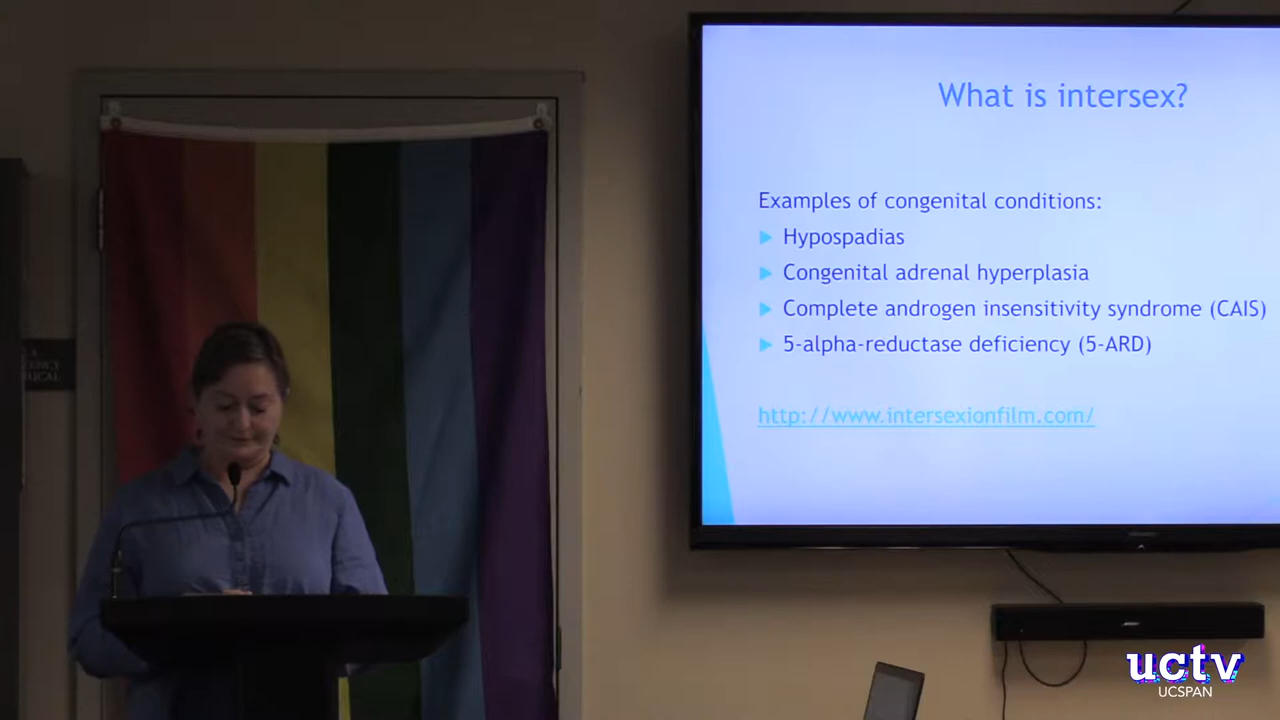 What is intersex?
Examples of congenital conditions:
Hypospadias
Congenital adrenal hyperplasia
Complete androgen insensitivity syndrome (CAIS)
5-alpha-reductase deficiency (5-ARD)
http://www.intersexionfilm.com/
uctv
UCSPAN